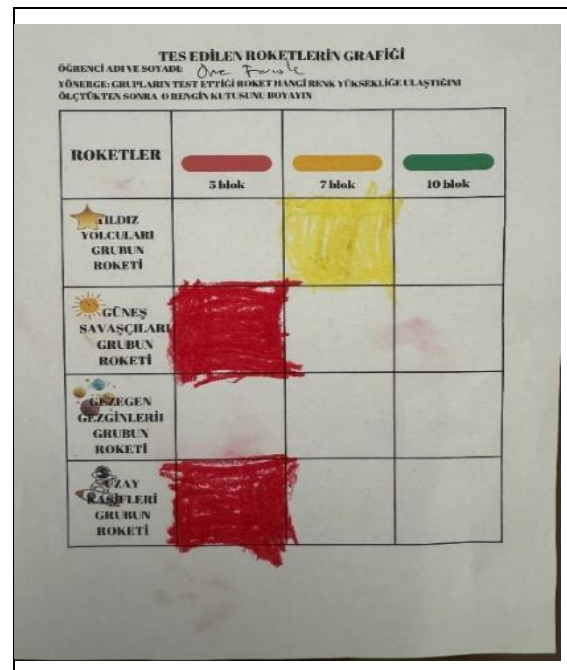 TES EDİLEN ROKETLERİN GRAFİĞİ
ÖĞRENCİ ADI VE SOYADI:
YÖNERGE: GRUPLARIN TEST ETTİĞİ ROKET HANGİ RENK YÜKSEKLİĞE ULAŞTIĞINI
ÖLÇTÜKTEN SONRA O RENGİN KUTUSUNU BOYAYIN
ROKETLER
5 blok
7 blok
10 blok
YILDIZ
YOLCULARI
GRUBUN
ROKETİ
GÜNEŞ
SAVAŞÇILARI
GRUBUN
ROKETİ
GEZEGEN
GEZGİNLERİI
GRUBUN
ROKETİ
UZAY
KAŞİFLERİ
GRUBUN
ROKETİ